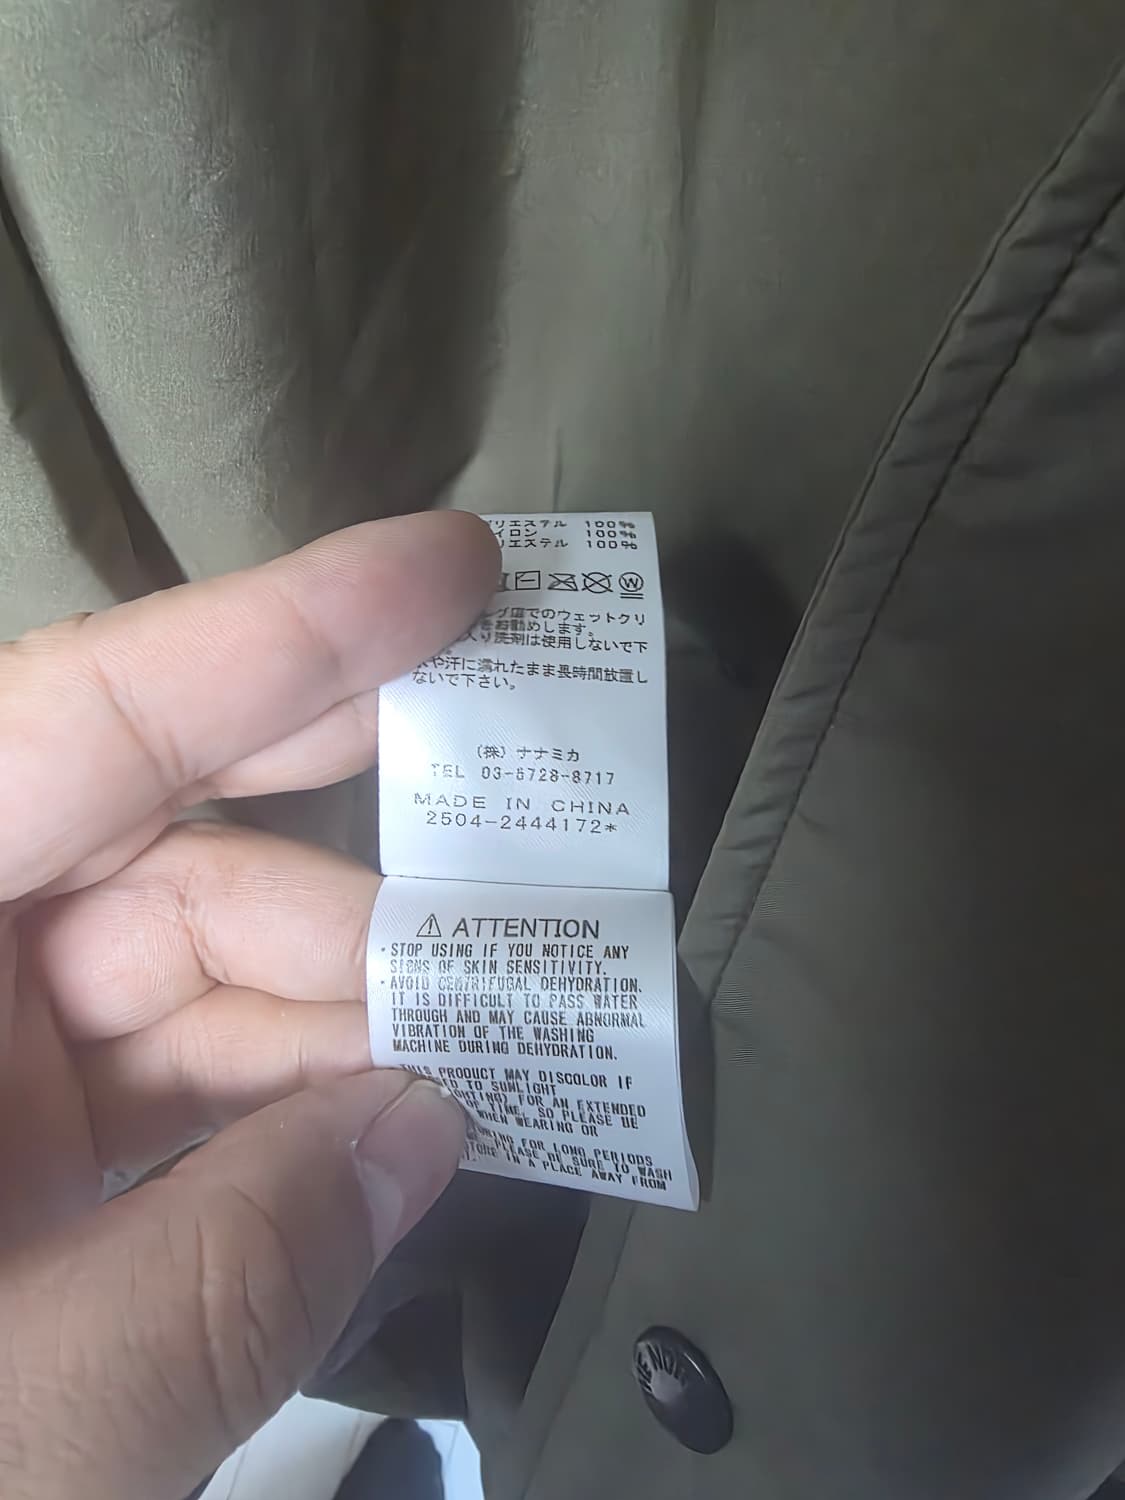 リエステル 100%
イロン 100%
リエステル 100%
W
グ店でのウェットクリ
をお勧めします。
入り洗剤は使用しないで下
や汗に濡れたまま長時間放置し
ないで下さい。
(株) ナナミカ
TEL 03-6728-8717
MADE IN CHINA
2504-2444172*
⚠ ATTENTION
・STOP USING IF YOU NOTICE ANY
SIGNS OF SKIN SENSITIVITY.
・AVOID CENTRIFUGAL DEHYDRATION.
IT IS DIFFICULT TO PASS WATER
THROUGH AND MAY CAUSE ABNORMAL
VIBRATION OF THE WASHING
MACHINE DURING DEHYDRATION.
THIS PRODUCT MAY DISCOLOR IF
TO SUNLIGHT
FOR AN EXTENDED
OF TIME, SO PLEASE BE
WHEN WEARING OR
FOR LONG PERIODS
PLEASE BE SURE TO WASH
IN A PLACE AWAY FROM